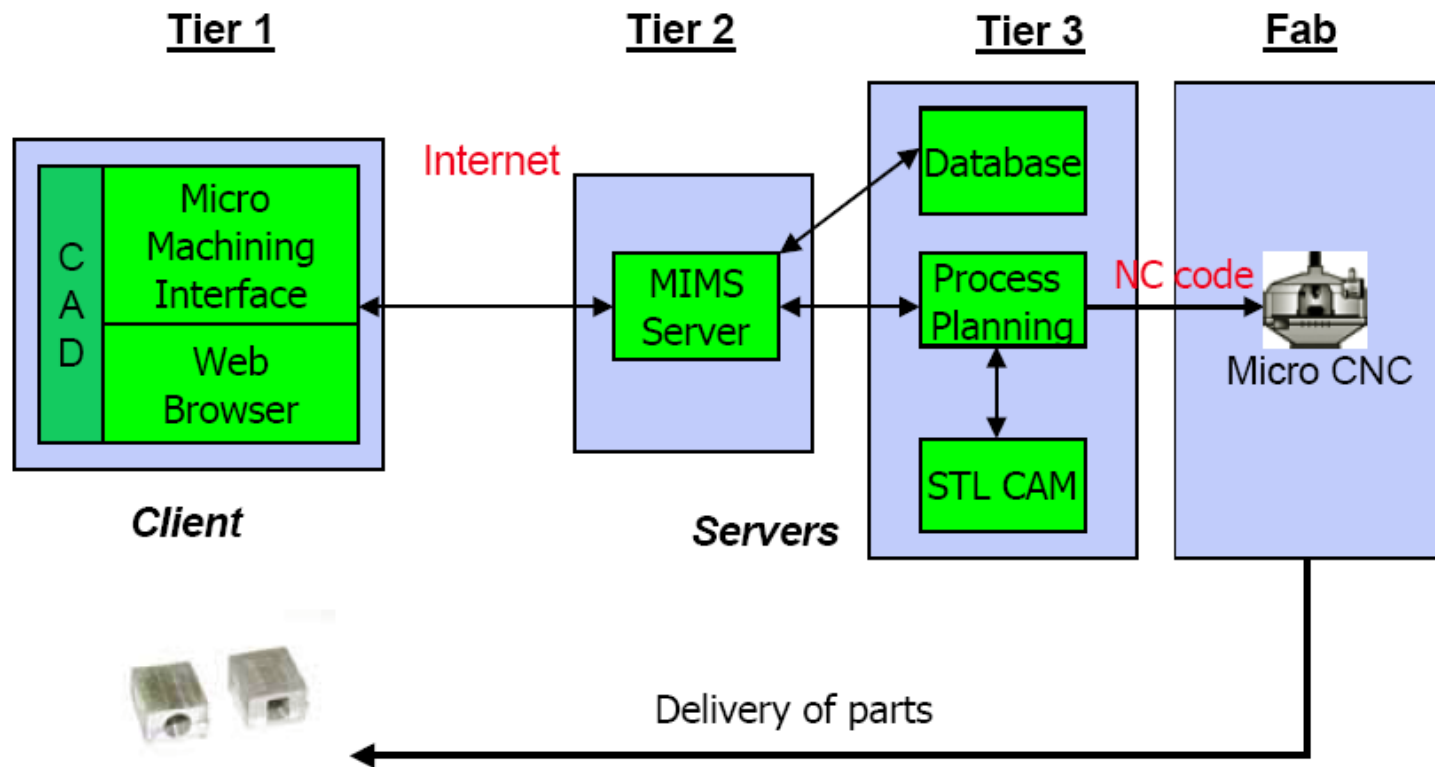 Tier 1
Tier 2
Tier 3
Fab
Internet
C
A
D
Micro
Machining
Interface
Web
Browser
MIMS
Server
Database
Process
Planning
STL CAM
NC code
Micro CNC
Client
Servers
Delivery of parts